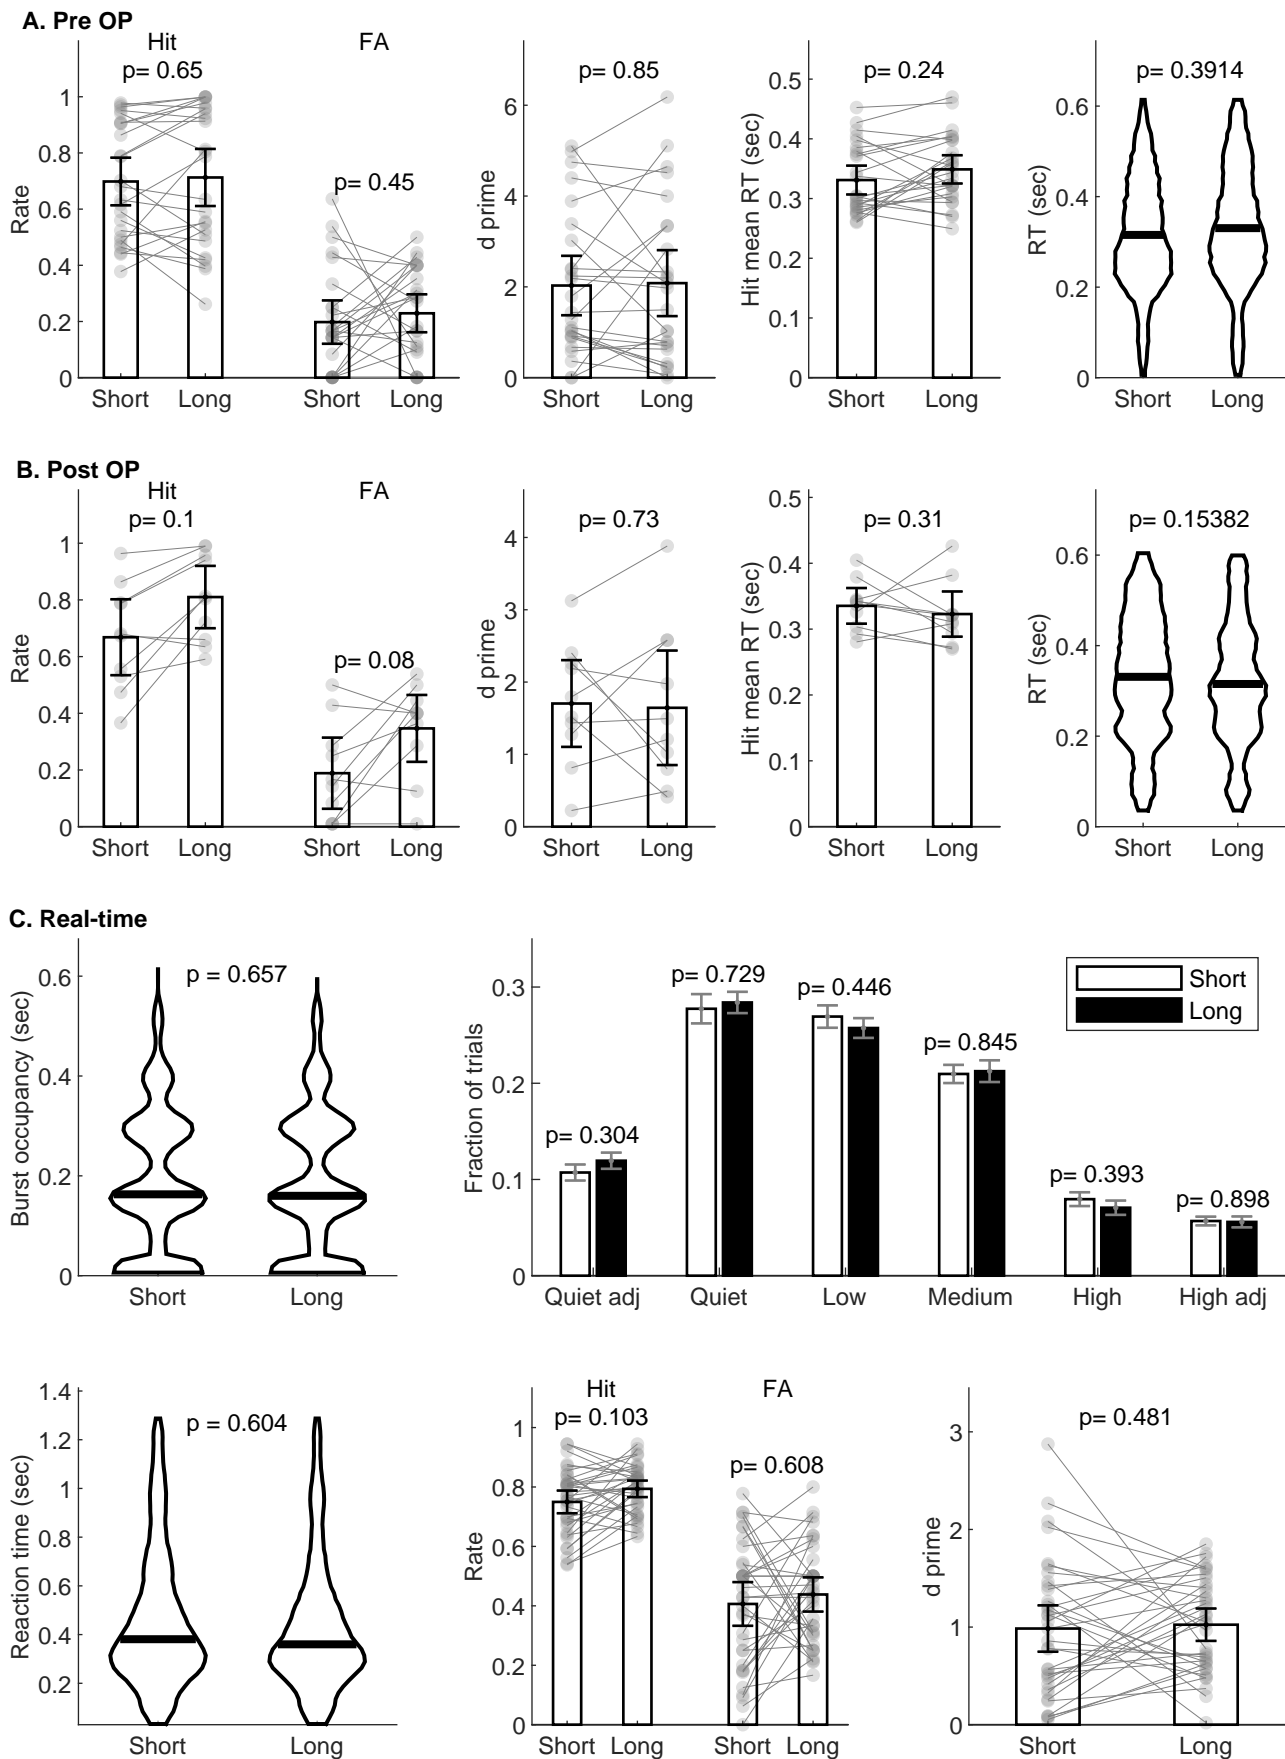 A. Pre OP
Hit
FA
p= 0.65
p= 0.45
Rate
1
0.8
0.6
0.4
0.2
0
Short Long
Short Long
p= 0.85
d prime
6
4
2
0
Short Long
p= 0.24
Hit mean RT (sec)
0.5
0.4
0.3
0.2
0.1
0
Short Long
p= 0.3914
RT (sec)
0.6
0.4
0.2
0
Short Long
B. Post OP
Hit
FA
p= 0.1
p= 0.08
Rate
1
0.8
0.6
0.4
0.2
0
Short Long
Short Long
p= 0.73
d prime
4
3
2
1
0
Short Long
p= 0.31
Hit mean RT (sec)
0.5
0.4
0.3
0.2
0.1
0
Short Long
p= 0.15382
RT (sec)
0.6
0.4
0.2
0
Short Long
C. Real-time
p = 0.657
Burst occupancy (sec)
0.6
0.4
0.2
0
Short Long
Fraction of trials
0.3
0.2
0.1
0
p= 0.304
p= 0.729
p= 0.446
p= 0.845
p= 0.393
p= 0.898
Short
Long
Quiet adj Quiet Low Medium High High adj
p = 0.604
Reaction time (sec)
1.4
1.2
1
0.8
0.6
0.4
0.2
Short Long
Hit
FA
p= 0.103
p= 0.608
Rate
1
0.8
0.6
0.4
0.2
0
Short Long
Short Long
p= 0.481
d prime
3
2
1
0
Short Long